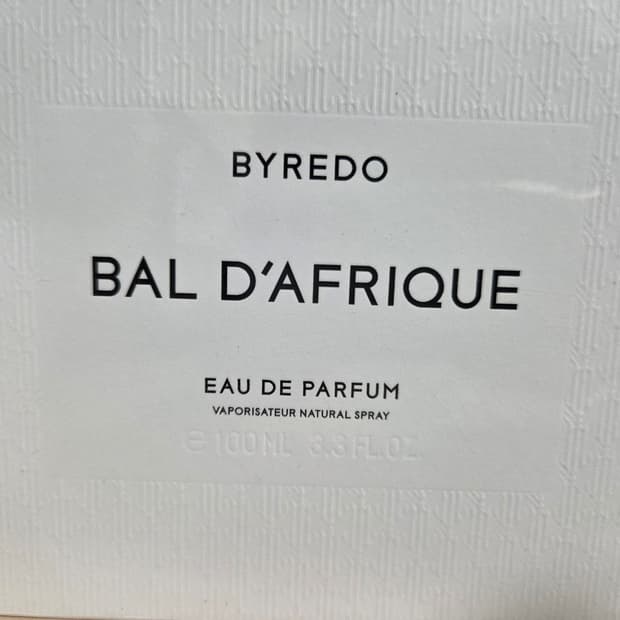 BYREDO
BAL D'AFRIQUE
EAU DE PARFUM
VAPORISATEUR NATURAL SPRAY
℮ 100 ML 3.3 FL.OZ.